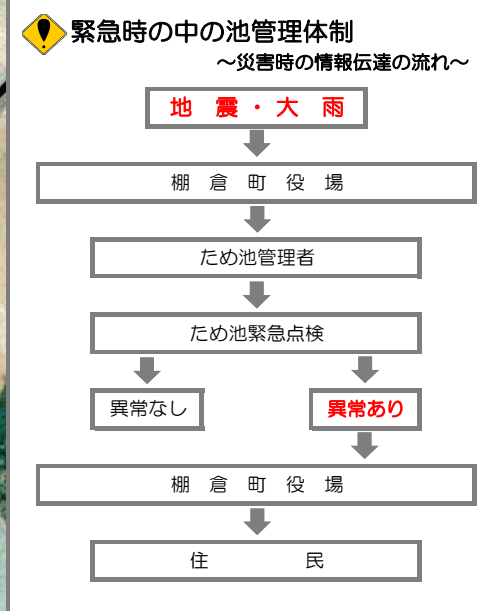 緊急時の中の池管理体制
～災害時の情報伝達の流れ～
地　震・大　雨
棚　倉　町　役　場
ため池管理者
ため池緊急点検
異常なし
異常あり
棚　倉　町　役　場
住　　　　　民